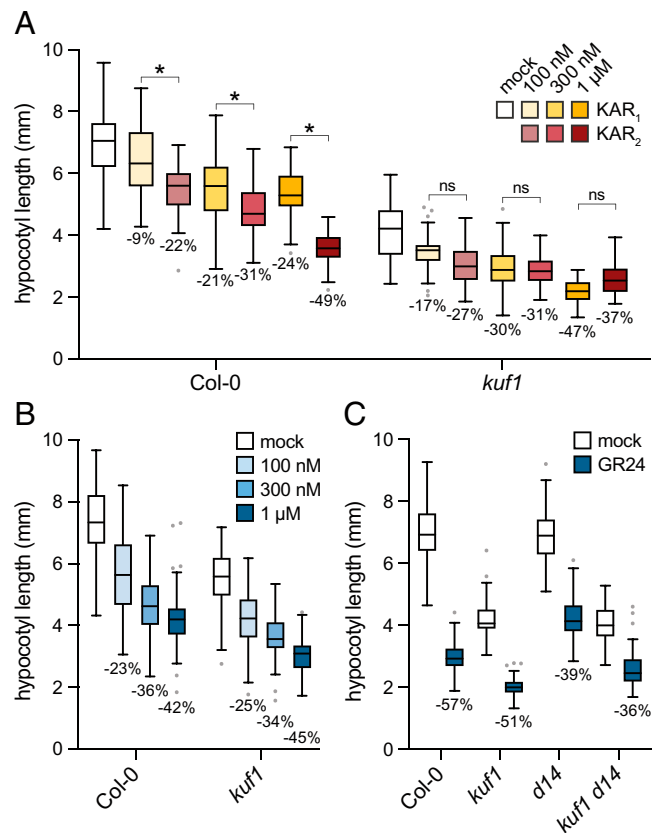 A
mock
100 nM
300 nM
1 µM
KAR1
KAR2
hypocotyl length (mm)
10
8
6
4
2
0
*
*
*
ns
ns
ns
-9%
-22%
-21%
-31%
-24%
-49%
-17%
-27%
-30%
-31%
-47%
-37%
Col-0
kuf1
B
mock
100 nM
300 nM
1 µM
hypocotyl length (mm)
10
8
6
4
2
0
-23%
-36%
-42%
-25%
-34%
-45%
Col-0
kuf1
C
mock
GR24
hypocotyl length (mm)
10
8
6
4
2
0
-57%
-51%
-39%
-36%
Col-0
kuf1
d14
kuf1 d14